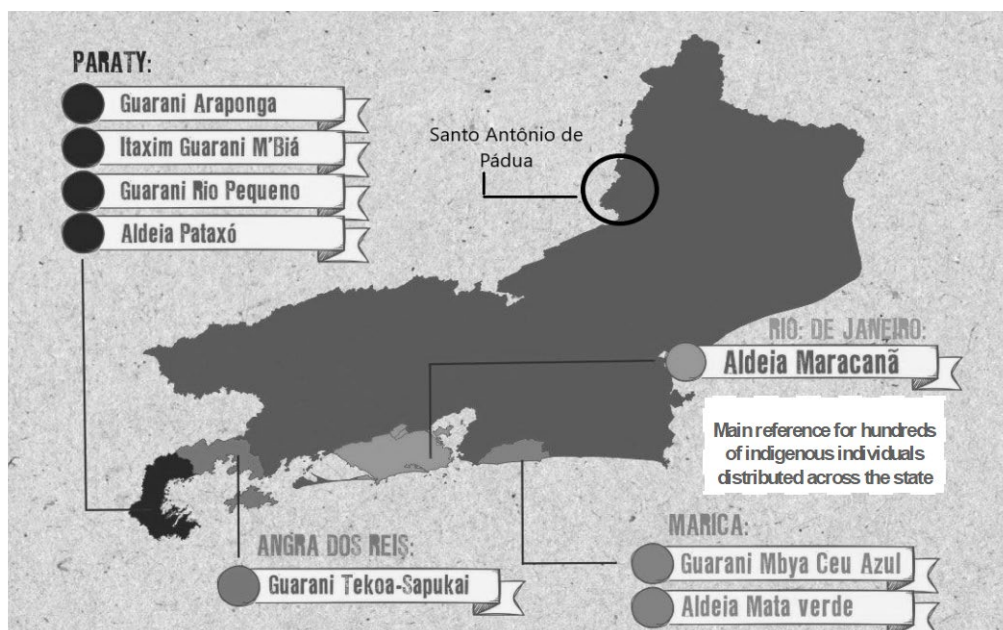 PARATY:
Guarani Araponga
Itaxim Guarani M'Biá
Guarani Rio Pequeno
Aldeia Pataxó
Santo Antônio de
Pádua
RIO: DE JANEIRO:
Aldeia Maracanã
Main reference for hundreds
of indigenous individuals
distributed across the state
ANGRA DOS REIS:
Guarani Tekoa-Sapukai
MARICA:
Guarani Mbya Ceu Azul
Aldeia Mata verde